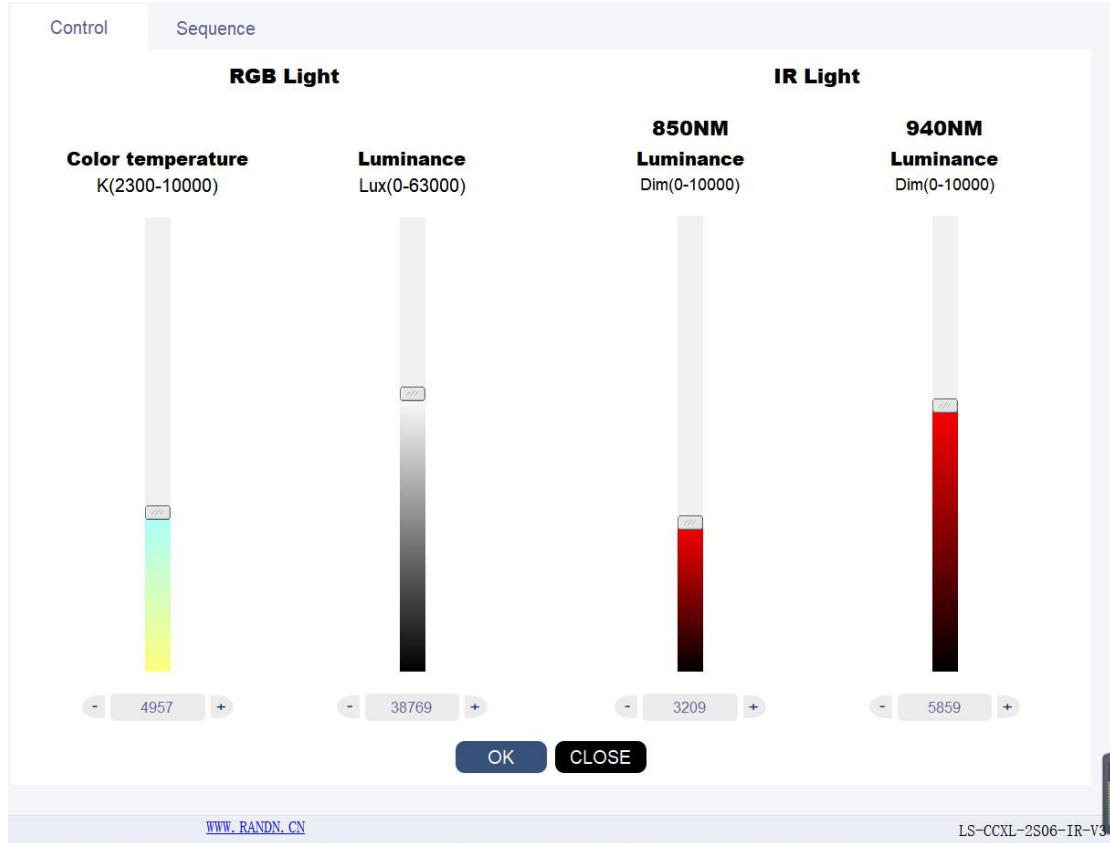 Control Sequence
RGB Light IR Light
850NM 940NM
Color temperature Luminance Luminance Luminance
K(2300-10000) Lux(0-63000) Dim(0-10000) Dim(0-10000)
- 4957 + - 38769 + - 3209 + - 5859 +
OK CLOSE
WWW. RANDN. CN LS-CCXL-2S06-IR-V3